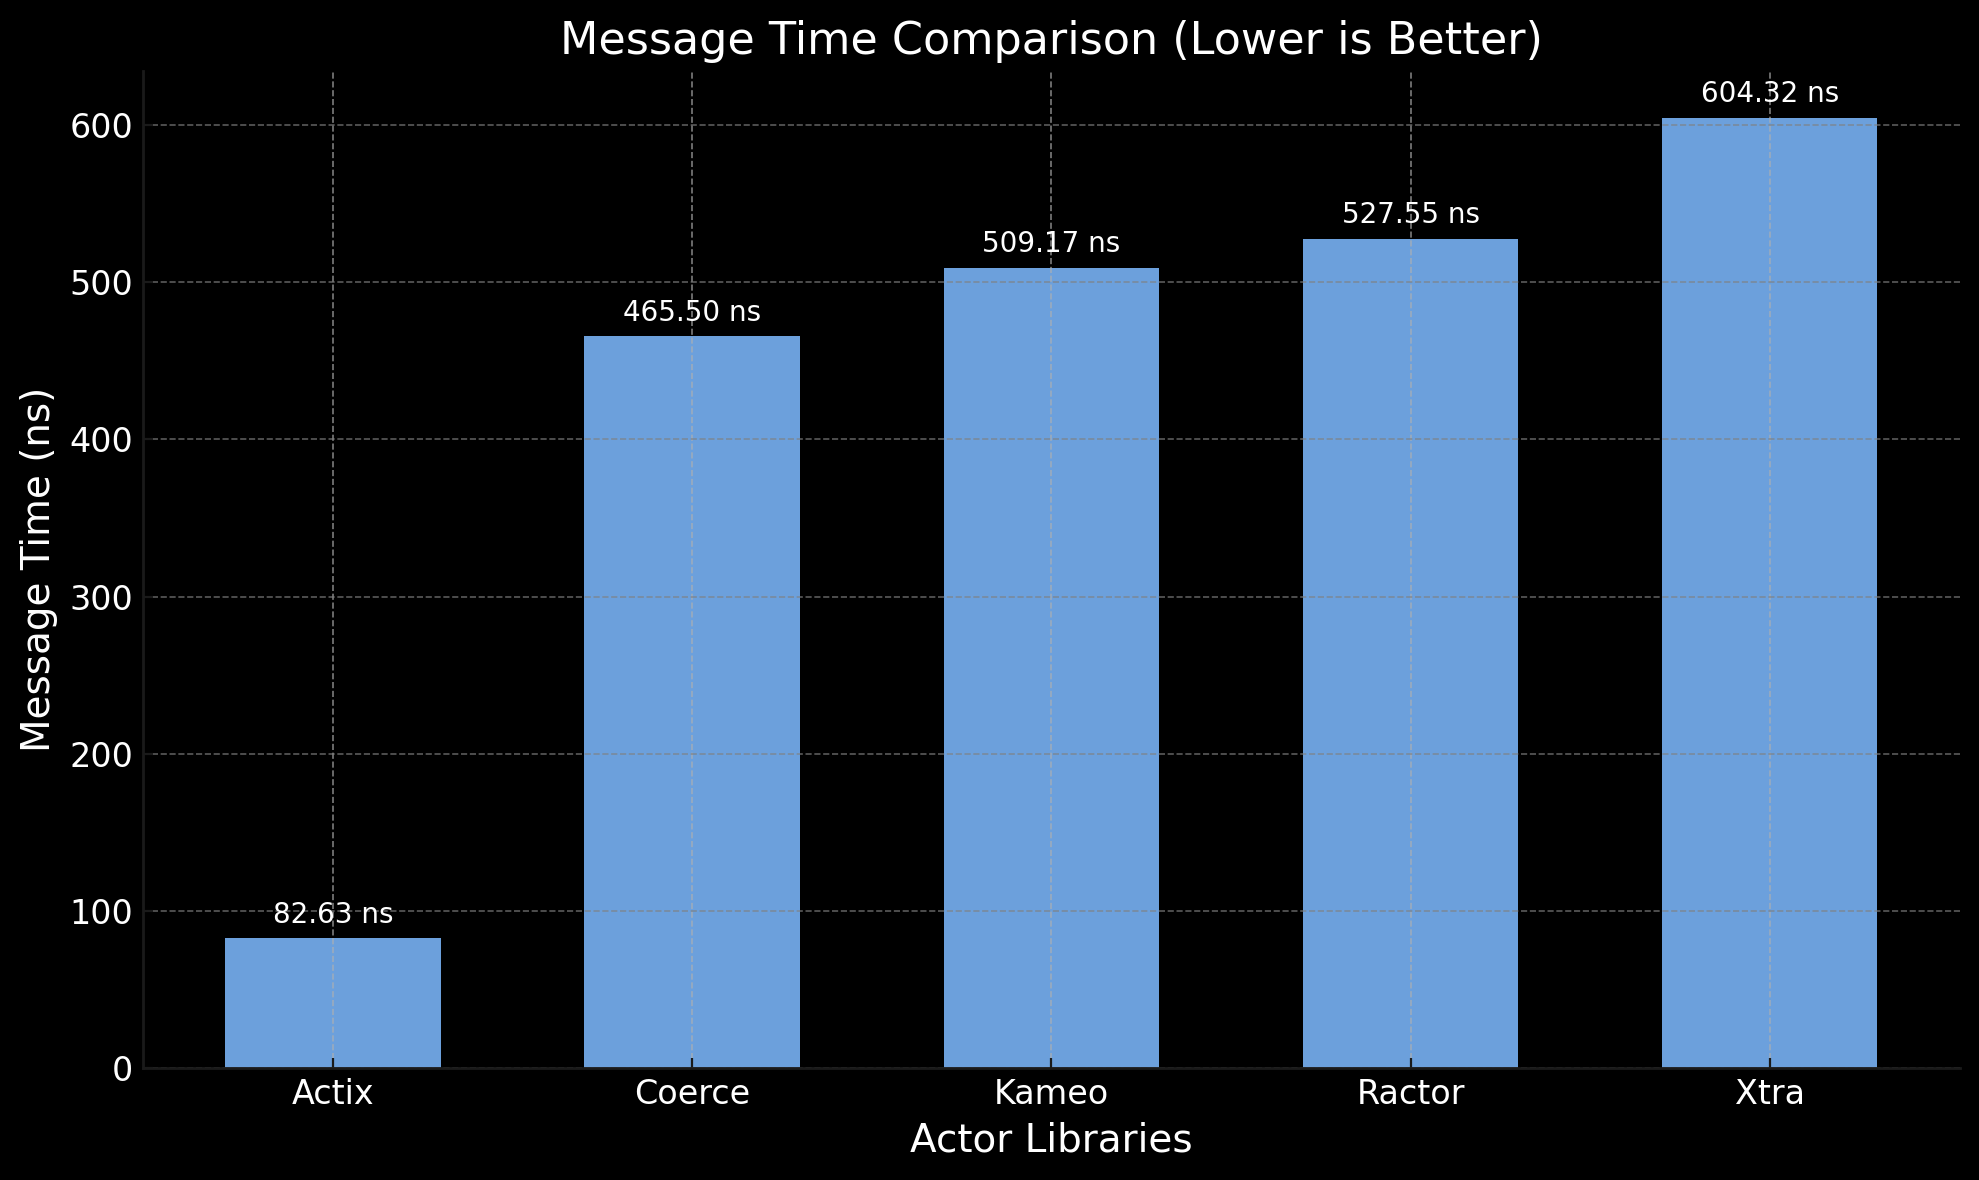 Message Time Comparison (Lower is Better)
Message Time (ns)
600
500
400
300
200
100
0
82.63 ns
465.50 ns
509.17 ns
527.55 ns
604.32 ns
Actix
Coerce
Kameo
Ractor
Xtra
Actor Libraries